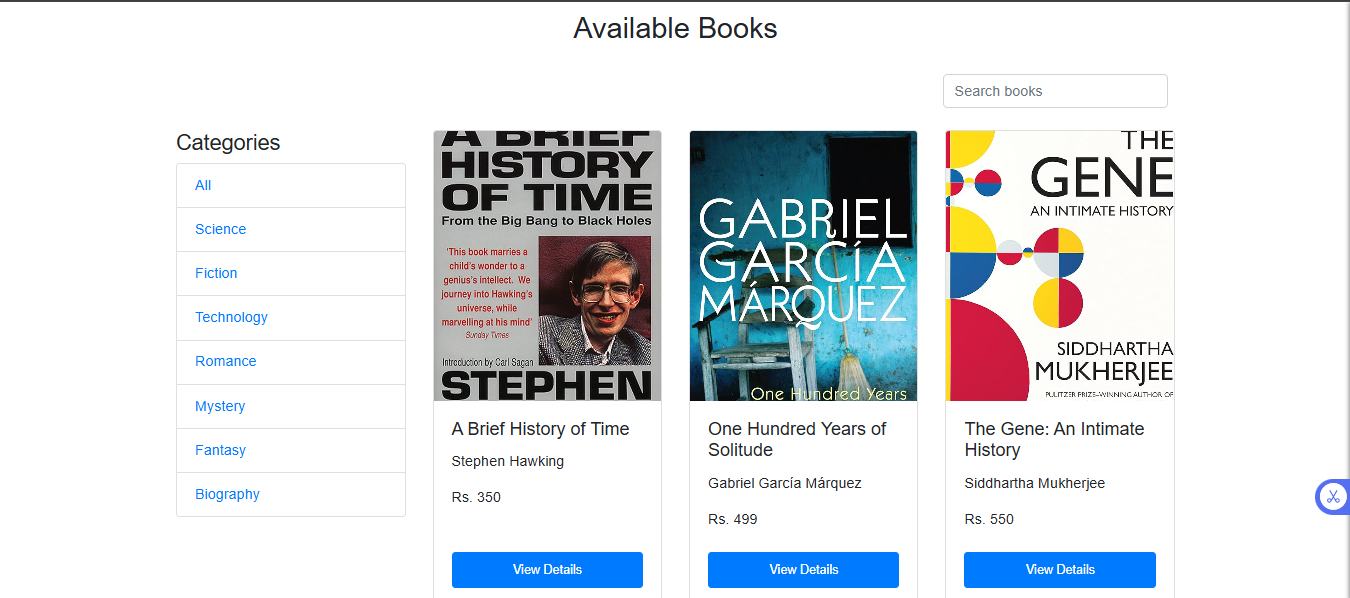 Available Books
Search books
Categories
All
Science
Fiction
Technology
Romance
Mystery
Fantasy
Biography
A BRIEF
HISTORY
OF TIME
From the Big Bang to Black Holes
'This book marries a
child's wonder to a
genius's intellect. We
journey into Hawking's
universe, while
marvelling at his mind'
Sunday Times
Introduction by Carl Sagan
STEPHEN
A Brief History of Time
Stephen Hawking
Rs. 350
View Details
GABRIEL
GARCÍA
MÁRQUEZ
One Hundred Years
One Hundred Years of
Solitude
Gabriel García Márquez
Rs. 499
View Details
THE
GENE
AN INTIMATE HISTORY
SIDDHARTHA
MUKHERJEE
PULITZER PRIZE–WINNING AUTHOR OF
The Gene: An Intimate
History
Siddhartha Mukherjee
Rs. 550
View Details